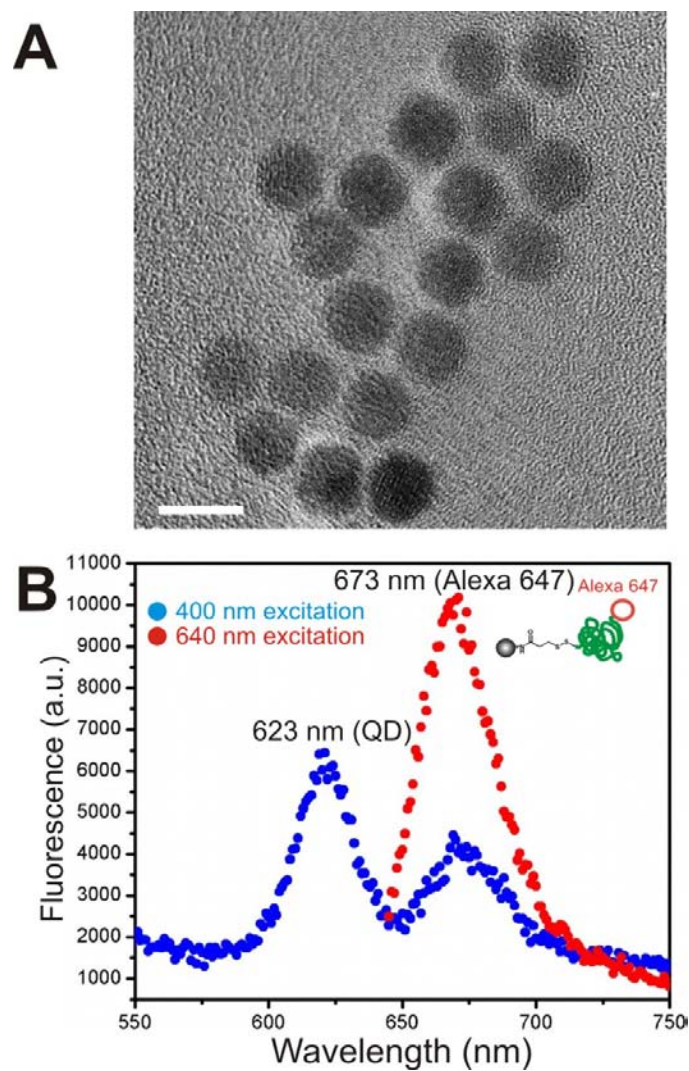 A
B
11000
10000
9000
8000
7000
6000
5000
4000
3000
2000
1000
Fluorescence (a.u.)
400 nm excitation
640 nm excitation
673 nm (Alexa 647)
Alexa 647
623 nm (QD)
O
N
H
S
S
550
600
650
700
750
Wavelength (nm)